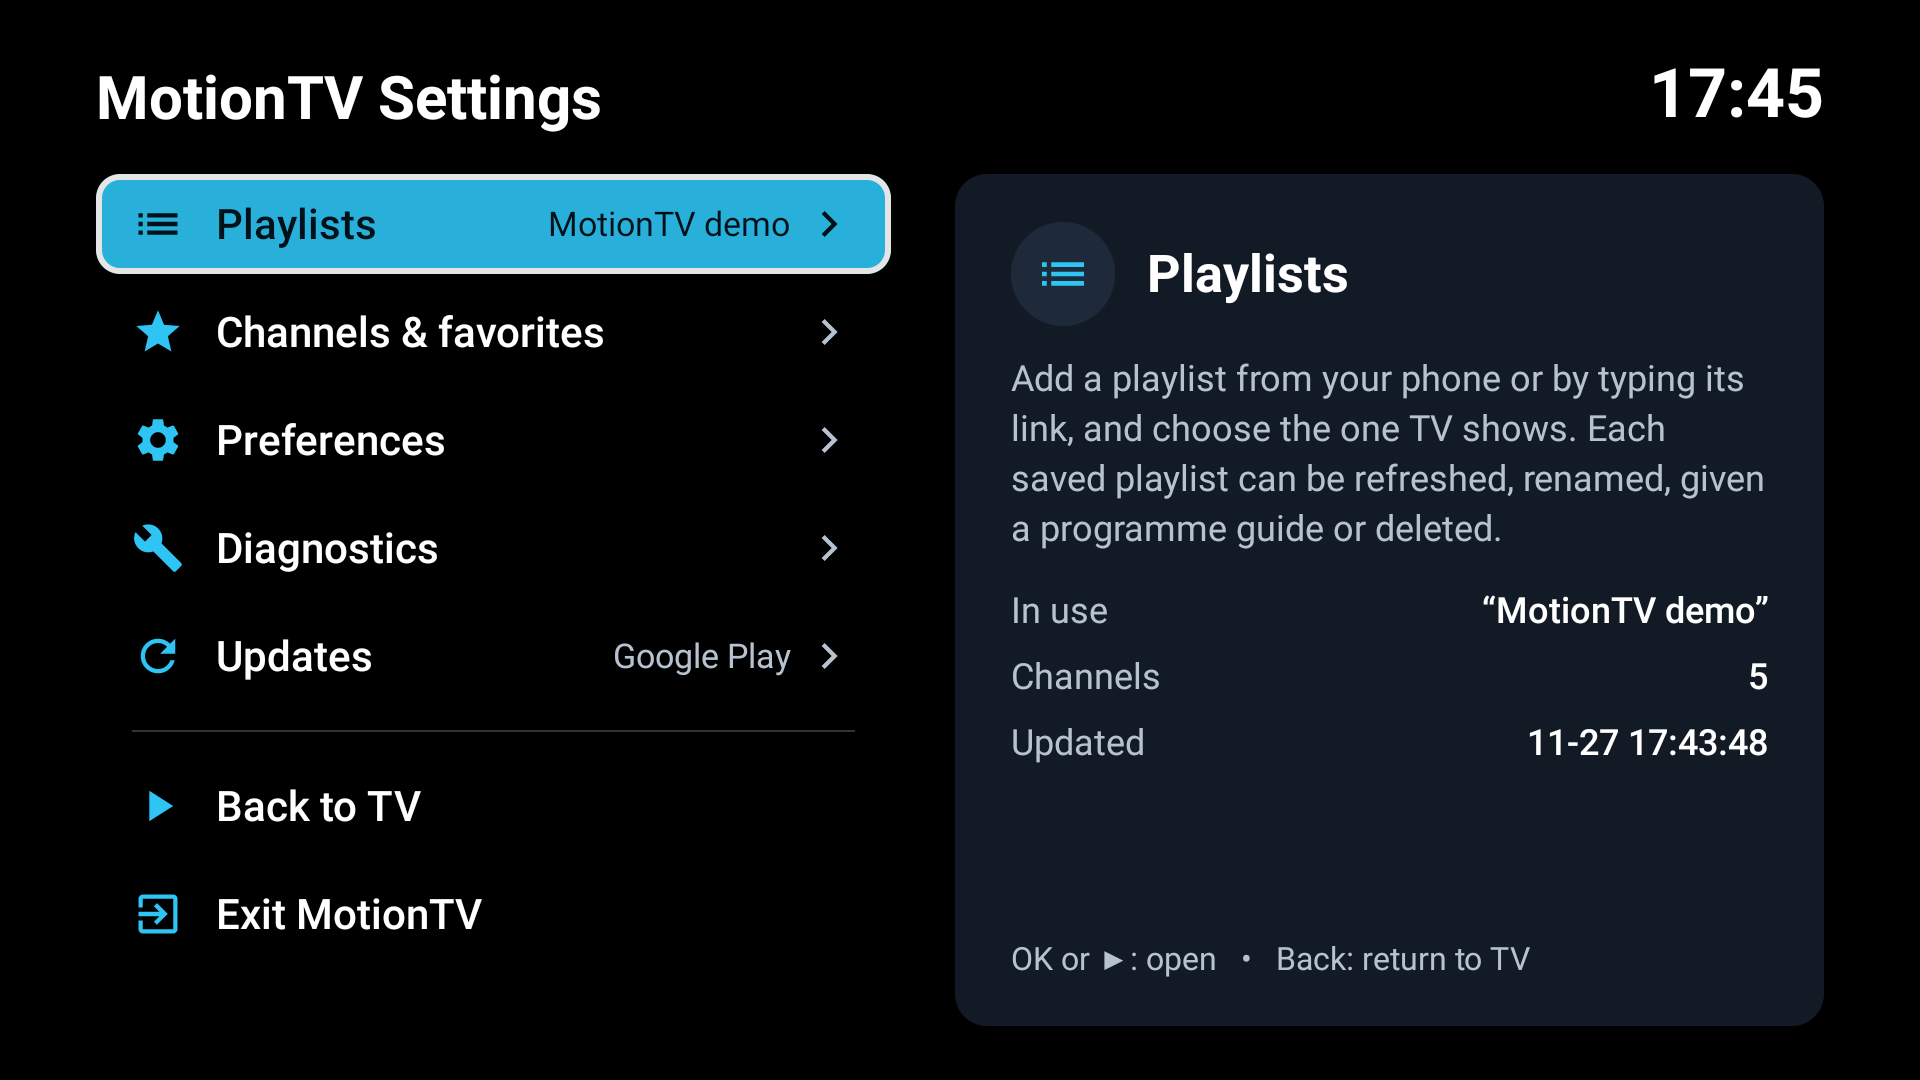 MotionTV Settings
17:45
Playlists
MotionTV demo
Channels & favorites
Preferences
Diagnostics
Updates
Google Play
Back to TV
Exit MotionTV
Playlists
Add a playlist from your phone or by typing its
link, and choose the one TV shows. Each
saved playlist can be refreshed, renamed, given
a programme guide or deleted.
In use
“MotionTV demo”
Channels
5
Updated
11-27 17:43:48
OK or ►: open • Back: return to TV